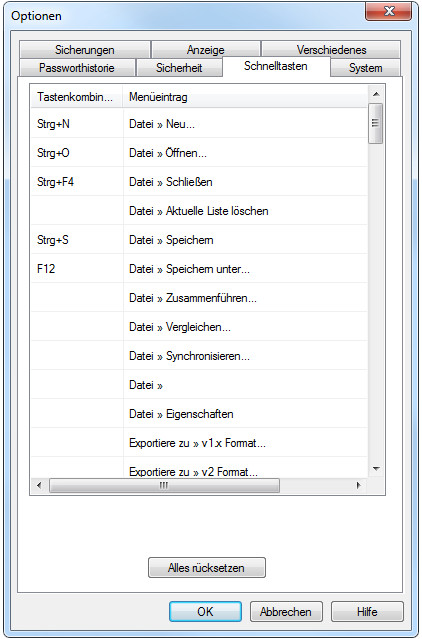 Optionen
Sicherungen Anzeige Verschiedenes
Passworthistorie Sicherheit Schnelltasten System
Tastenkombin... Menüeintrag
Strg+N Datei » Neu...
Strg+O Datei » Öffnen...
Strg+F4 Datei » Schließen
Datei » Aktuelle Liste löschen
Strg+S Datei » Speichern
F12 Datei » Speichern unter...
Datei » Zusammenführen...
Datei » Vergleichen...
Datei » Synchronisieren...
Datei »
Datei » Eigenschaften
Exportiere zu » v1.x Format...
Exportiere zu » v2 Format...
Alles rücksetzen
OK Abbrechen Hilfe